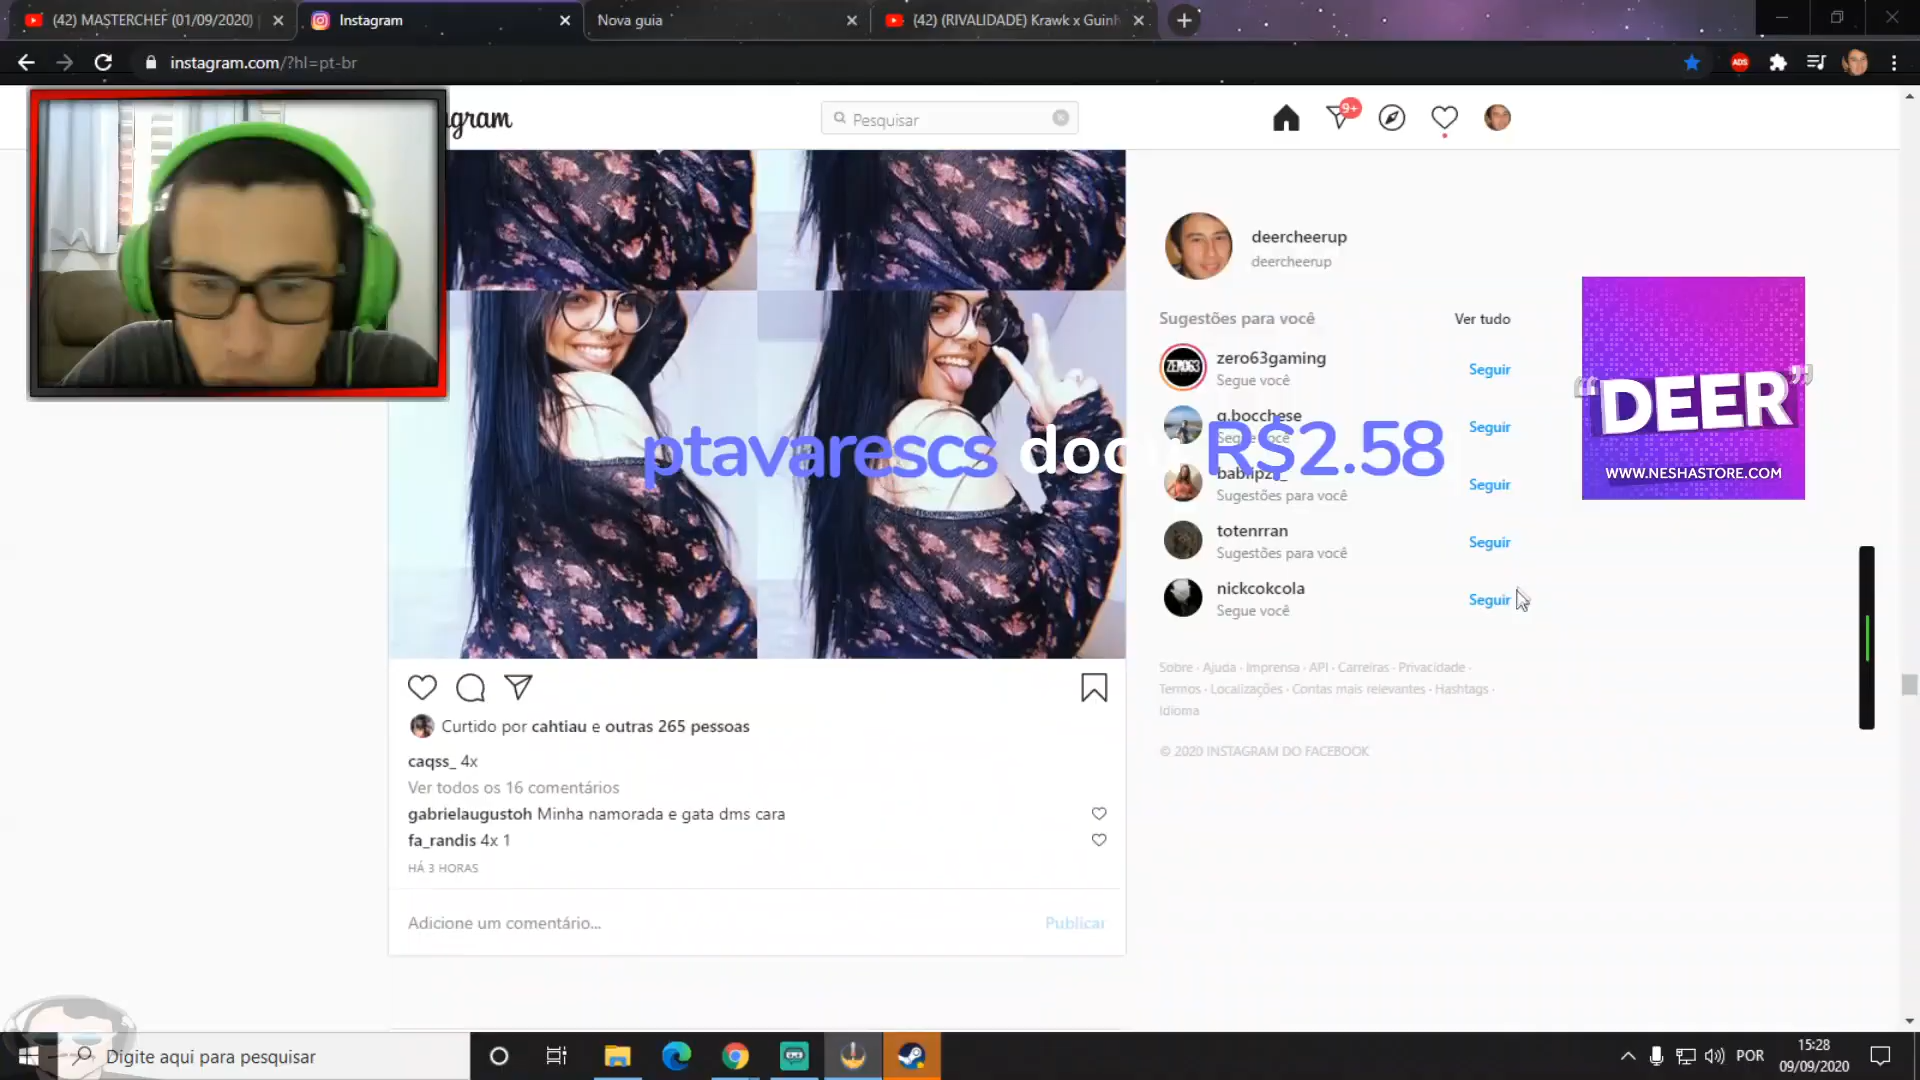 (42) MASTERCHEF (01/09/2020)
Instagram
Nova guia
(42) (RIVALIDADE) Krawk x Guinh
instagram.com/?hl=pt-br
ADS
gram
Pesquisar
9+
deercheerup
deercheerup
Sugestões para você
Ver tudo
ZERO63
zero63gaming
Segue você
Seguir
g.bocchese
Segue você
Seguir
ptavarescs doou R$2.58
Sugestões para você
Seguir
totenrran
Sugestões para você
Seguir
nickcokcola
Segue você
Seguir
"DEER"
WWW.NESHASTORE.COM
Sobre · Ajuda · Imprensa · API · Carreiras · Privacidade ·
Termos · Localizações · Contas mais relevantes · Hashtags ·
Idioma
© 2020 INSTAGRAM DO FACEBOOK
Curtido por cahtiau e outras 265 pessoas
caqss_ 4x
Ver todos os 16 comentários
gabrielaugustoh Minha namorada e gata dms cara
fa_randis 4x 1
HÁ 3 HORAS
Adicione um comentário...
Publicar
Digite aqui para pesquisar
POR
15:28
09/09/2020